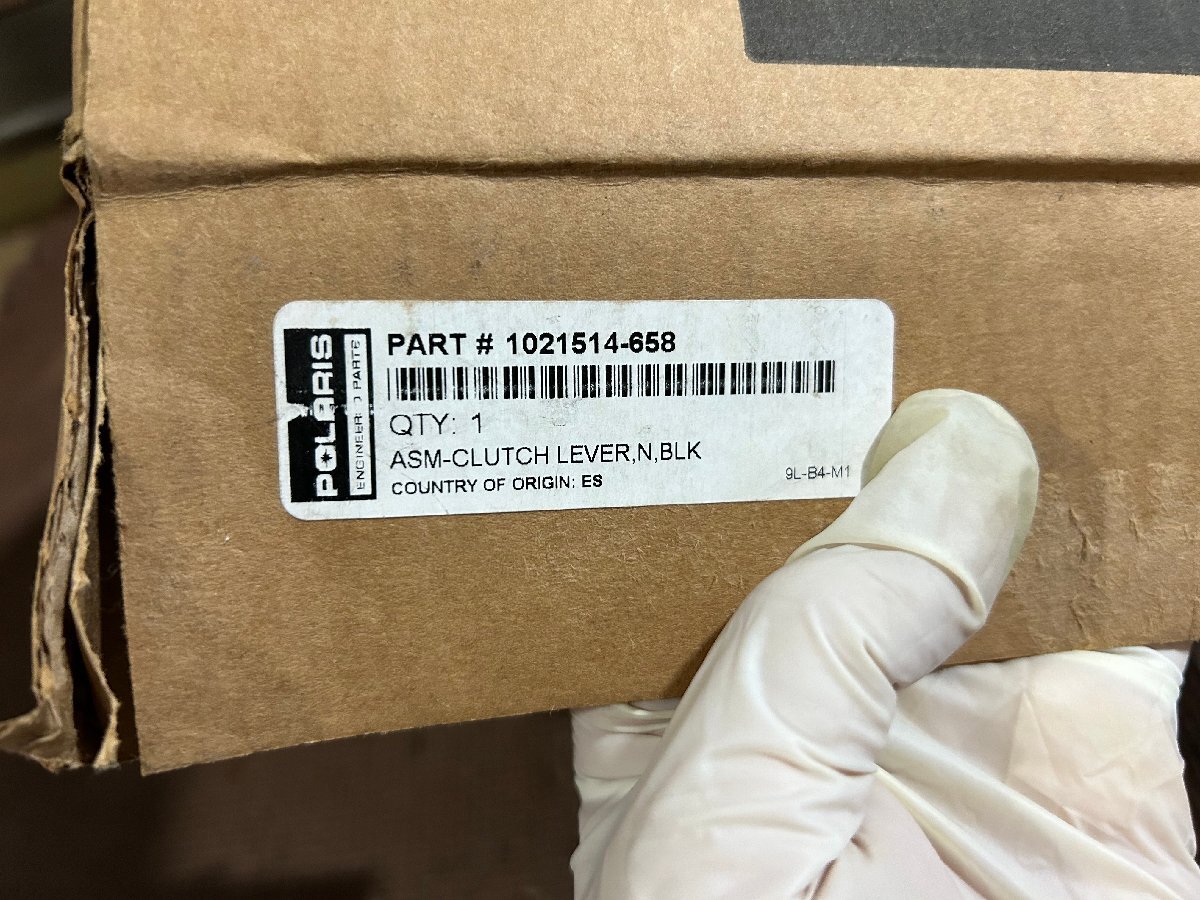 POLARIS
ENGINEERED PARTS
PART # 1021514-658
QTY: 1
ASM-CLUTCH LEVER,N,BLK
COUNTRY OF ORIGIN: ES
9L-B4-M1